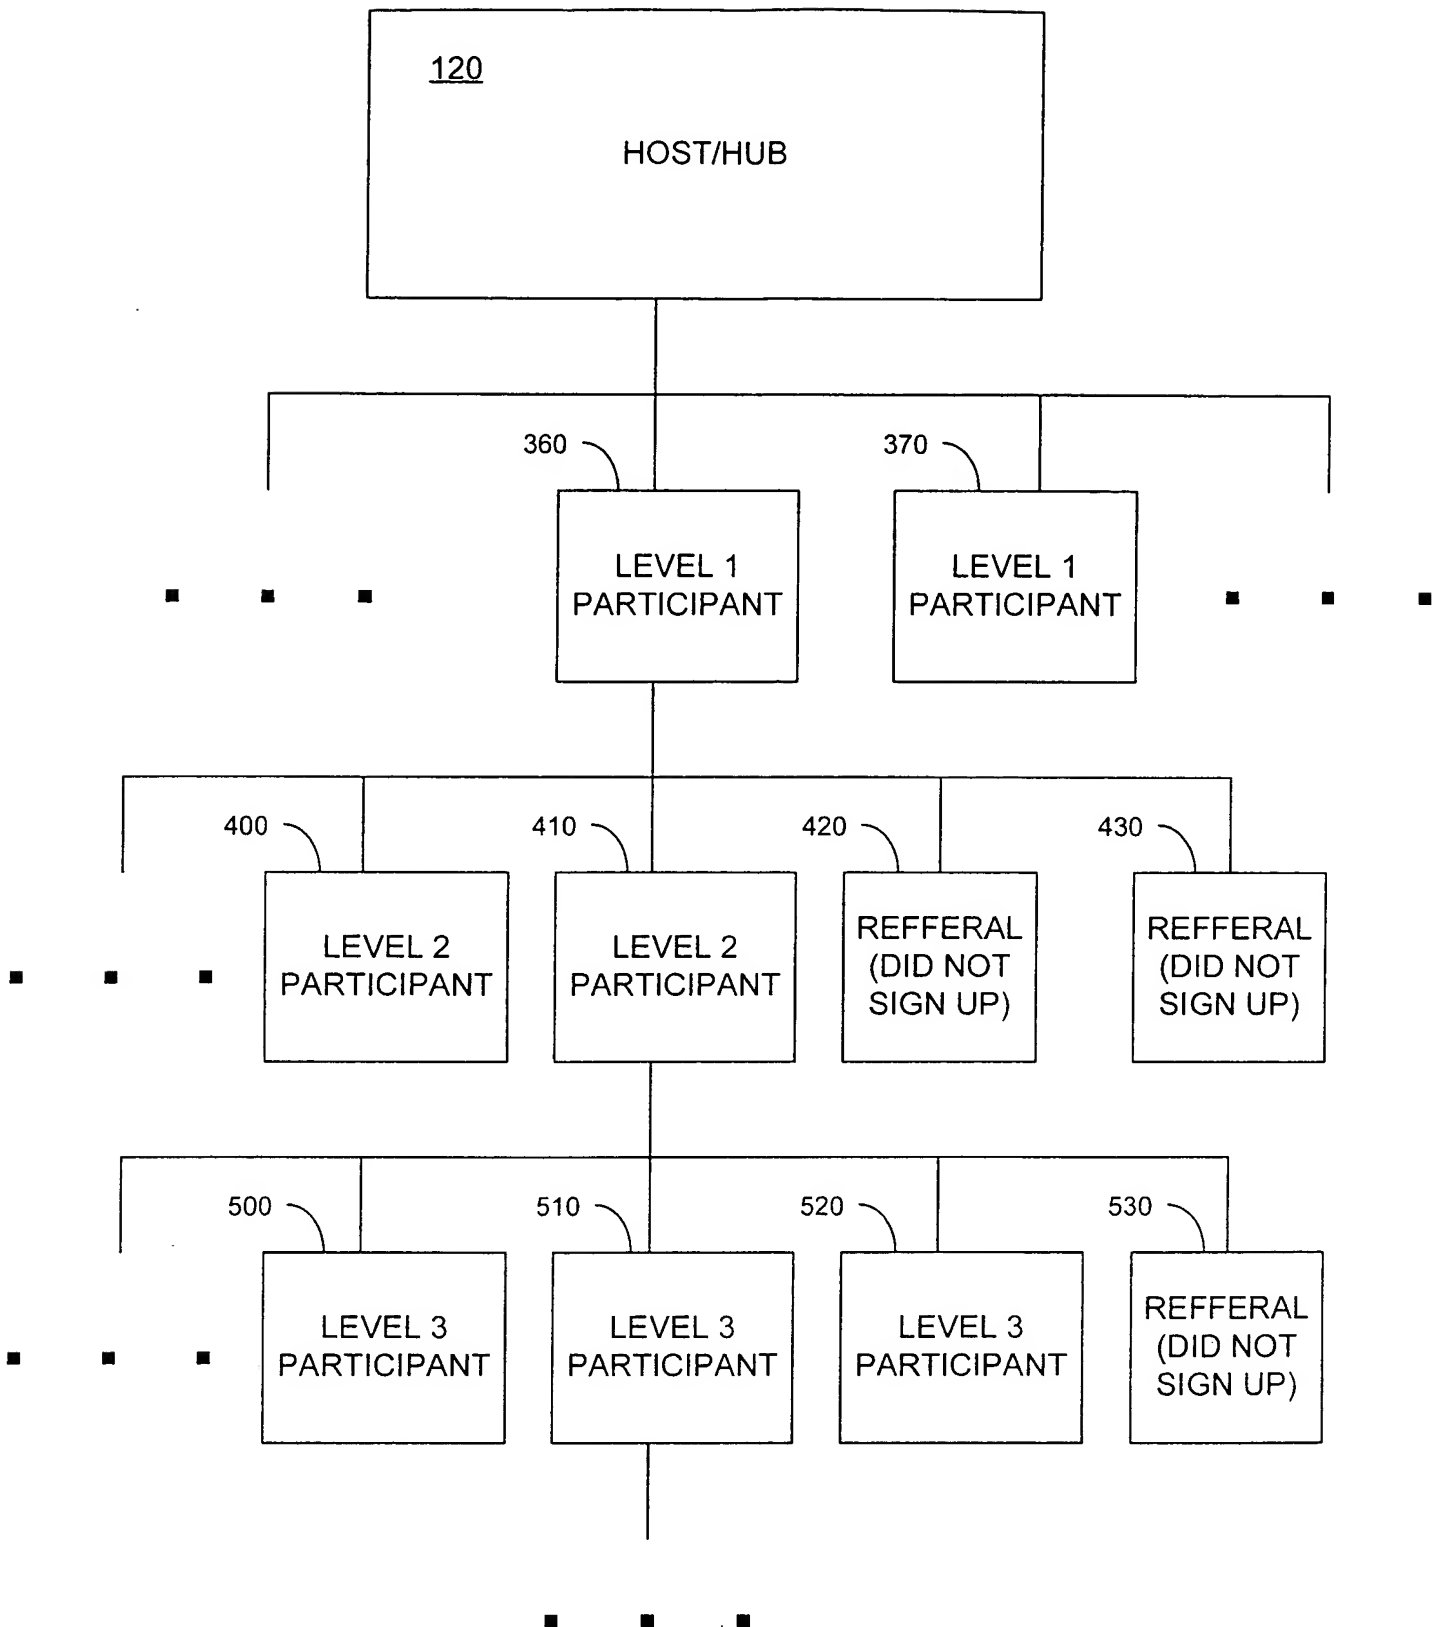 120
HOST/HUB
360
370
LEVEL 1
PARTICIPANT
LEVEL 1
PARTICIPANT
400
410
420
430
LEVEL 2
PARTICIPANT
LEVEL 2
PARTICIPANT
REFFERAL
(DID NOT
SIGN UP)
REFFERAL
(DID NOT
SIGN UP)
500
510
520
530
LEVEL 3
PARTICIPANT
LEVEL 3
PARTICIPANT
LEVEL 3
PARTICIPANT
REFFERAL
(DID NOT
SIGN UP)